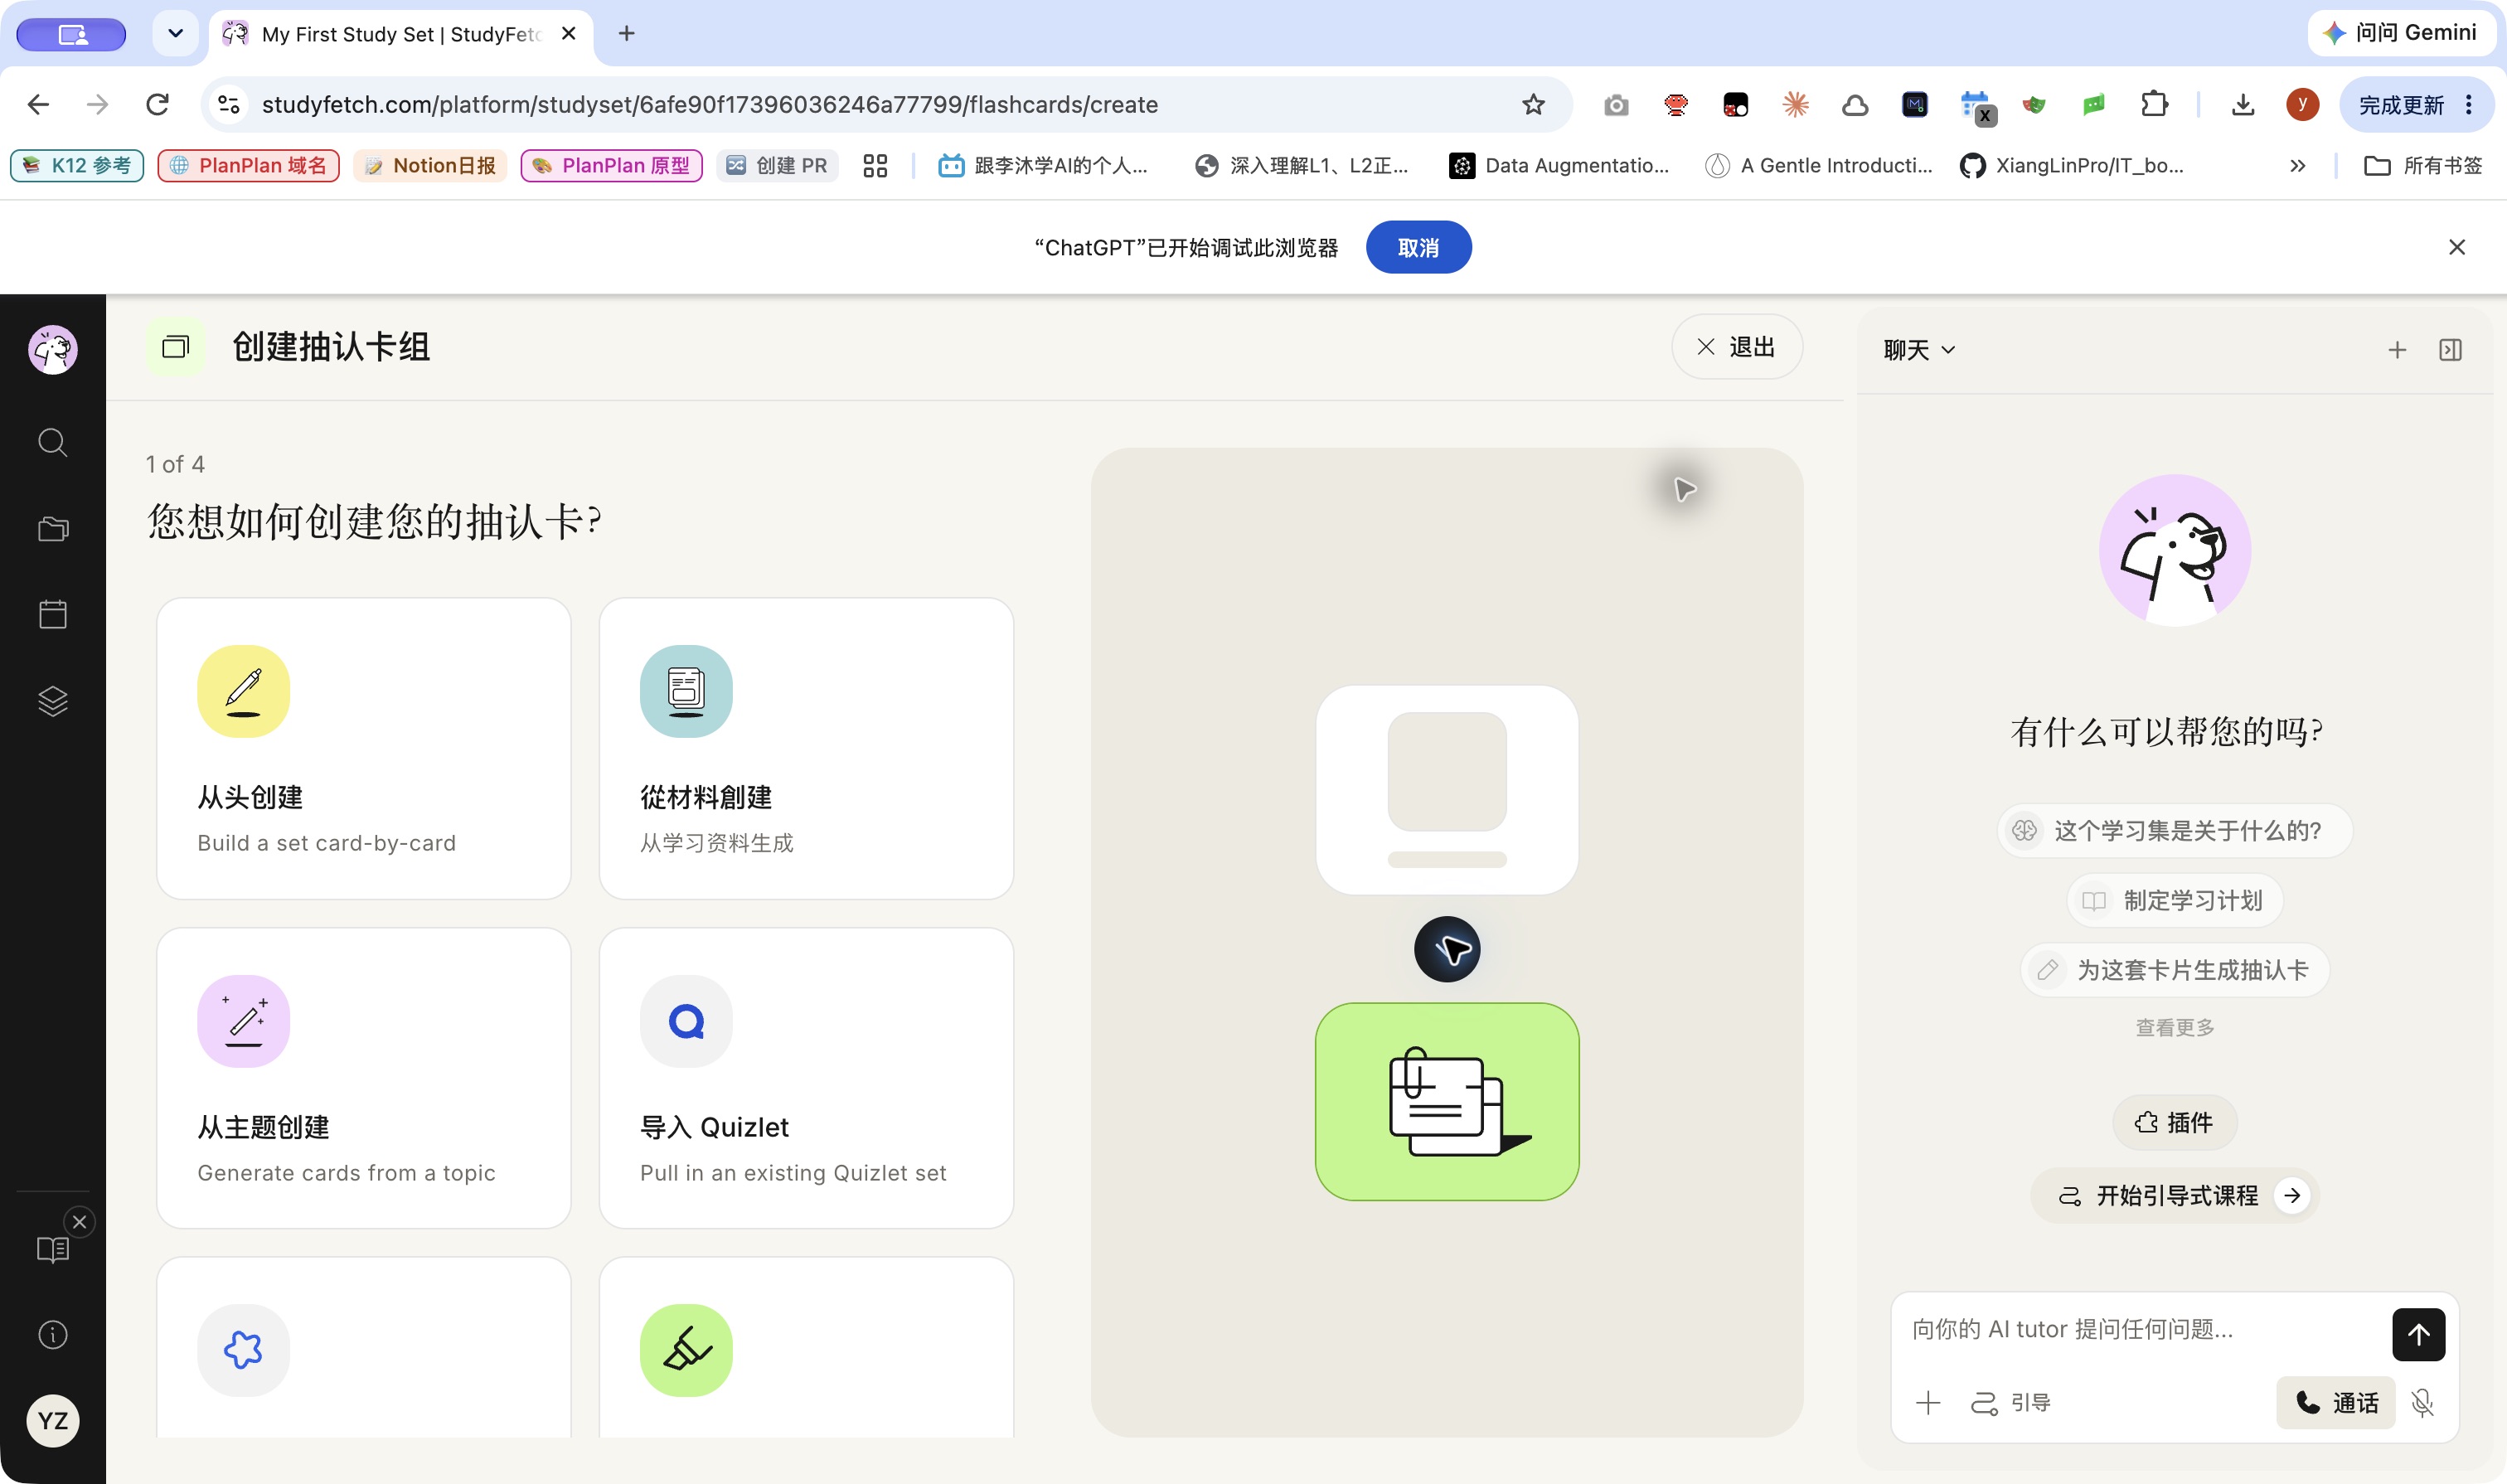 My First Study Set | StudyFetc
问问 Gemini
studyfetch.com/platform/studyset/6afe90f17396036246a77799/flashcards/create
X
y
完成更新
K12 参考
PlanPlan 域名
Notion日报
PlanPlan 原型
创建 PR
跟李沐学AI的个人...
深入理解L1、L2正...
Data Augmentatio...
A Gentle Introducti...
XiangLinPro/IT_bo...
所有书签
“ChatGPT”已开始调试此浏览器
取消
创建抽认卡组
退出
1 of 4
您想如何创建您的抽认卡?
从头创建
Build a set card-by-card
從材料創建
从学习资料生成
从主题创建
Generate cards from a topic
导入 Quizlet
Pull in an existing Quizlet set
YZ
聊天
有什么可以帮您的吗?
这个学习集是关于什么的?
制定学习计划
为这套卡片生成抽认卡
查看更多
插件
开始引导式课程
向你的 AI tutor 提问任何问题...
引导
通话